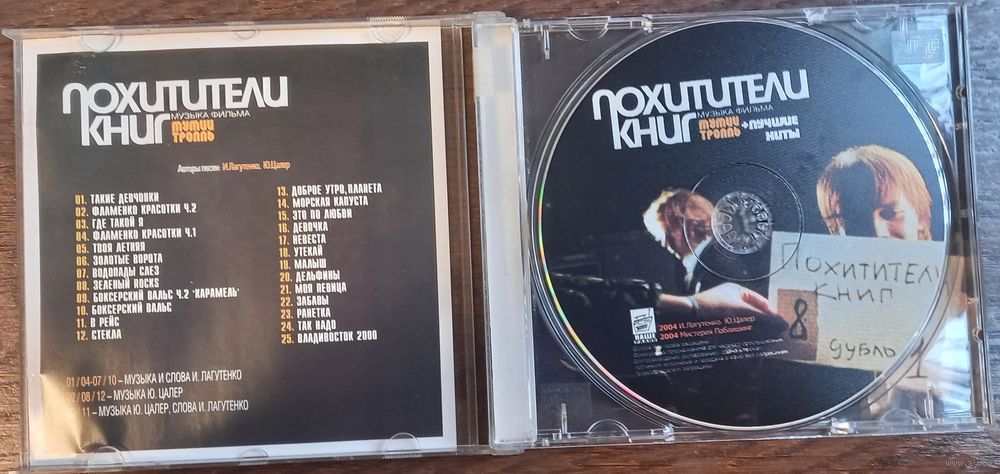 ПОХИТИТЕЛИ
КНИГ
МУЗЫКА ФИЛЬМА
МУМИЙ
ТРОЛЛЬ
Авторы песен: И.Лагутенко, Ю.Цалер
01. ТАКИЕ ДЕВЧОНКИ
02. ФЛАМЕНКО КРАСОТКИ Ч.2
03. ГДЕ ТАКОЙ Я
04. ФЛАМЕНКО КРАСОТКИ Ч.1
05. ТВОЯ ЛЕТНЯЯ
06. ЗОЛОТЫЕ ВОРОТА
07. ВОДОПАДЫ СЛЕЗ
08. ЗЕЛЕНЫЙ ROCKS
09. БОКСЕРСКИЙ ВАЛЬС Ч.2 "КАРАМЕЛЬ"
10. БОКСЕРСКИЙ ВАЛЬС
11. В РЕЙС
12. СТЕКЛА
13. ДОБРОЕ УТРО,ПЛАНЕТА
14. МОРСКАЯ КАПУСТА
15. ЭТО ПО ЛЮБВИ
16. ДЕВОЧКА
17. НЕВЕСТА
18. УТЕКАЙ
19. МАЛЫШ
20. ДЕЛЬФИНЫ
21. МОЯ ПЕВИЦА
22. ЗАБАВЫ
23. РАНЕТКА
24. ТАК НАДО
25. ВЛАДИВОСТОК 2000
01 / 04-07 / 10 – МУЗЫКА И СЛОВА И. ЛАГУТЕНКО
02 / 08 / 12 – МУЗЫКА Ю. ЦАЛЕР
11 – МУЗЫКА Ю. ЦАЛЕР, СЛОВА И. ЛАГУТЕНКО
ПОХИТИТЕЛИ
КНИГ
МУЗЫКА ФИЛЬМА
МУМИЙ
ТРОЛЛЬ
+ЛУЧШИЕ
ХИТЫ
ПОХИТИТЕЛИ
КНИГ
8
ДУБЛЬ 1
2004 И.Лагутенко Ю.Цалер
2004 Мистерия Паблишинг